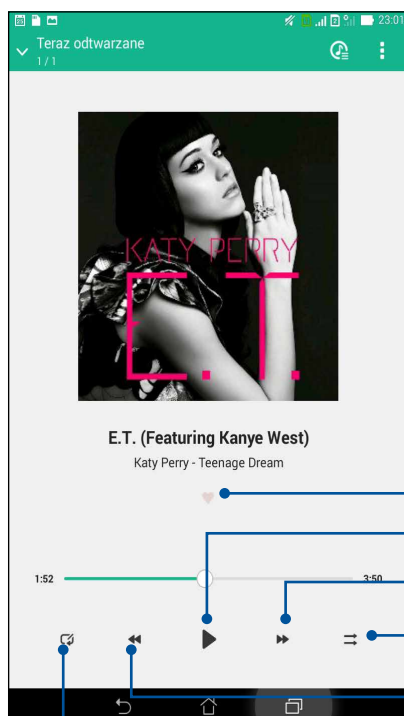 23:01
Teraz odtwarzane
1 / 1
KATY PERRY
E.T.
E.T. (Featuring Kanye West)
Katy Perry - Teenage Dream
1:52
3:50